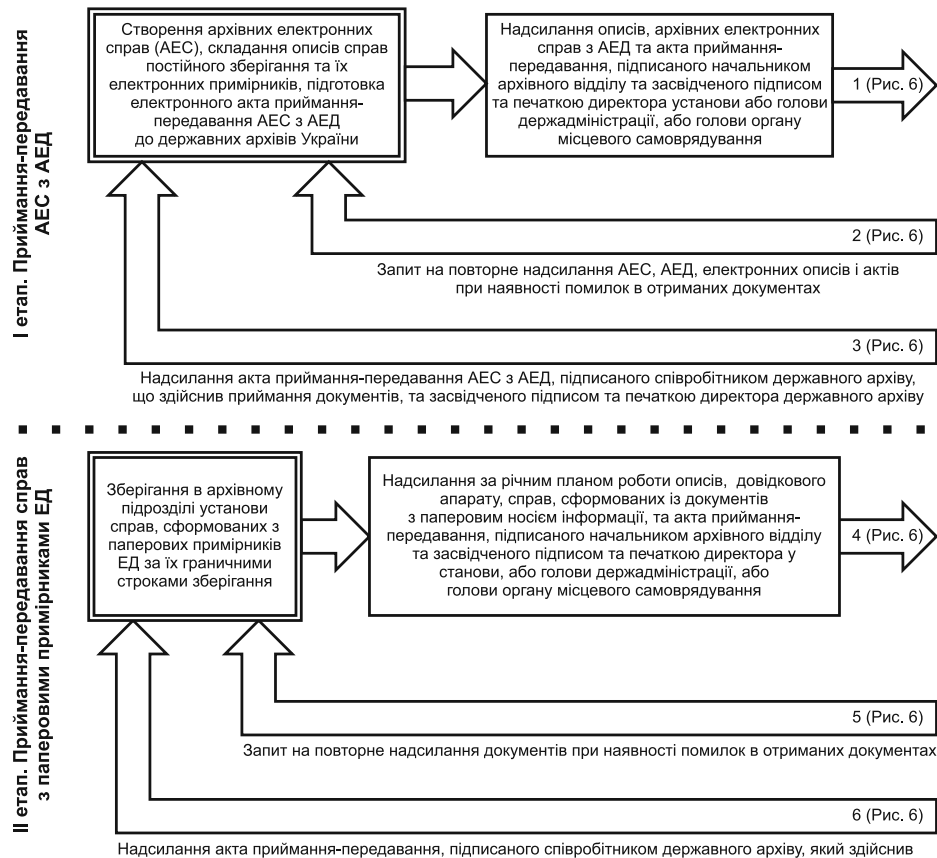 І етап. Приймання-передавання
АЕС з АЕД
Створення архівних електронних
справ (АЕС), складання описів справ
постійного зберігання та їх
електронних примірників, підготовка
електронного акта приймання-
передавання АЕС з АЕД
до державних архівів України
Надсилання описів, архівних електронних
справ з АЕД та акта приймання-
передавання, підписаного начальником
архівного відділу та засвідченого підписом
та печаткою директора установи або голови
держадміністрації, або голови органу
місцевого самоврядування
1 (Рис. 6)
2 (Рис. 6)
Запит на повторне надсилання АЕС, АЕД, електронних описів і актів
при наявності помилок в отриманих документах
3 (Рис. 6)
Надсилання акта приймання-передавання АЕС з АЕД, підписаного співробітником державного архіву,
що здійснив приймання документів, та засвідченого підписом та печаткою директора державного архіву
ІІ етап. Приймання-передавання справ
з паперовими примірниками ЕД
Зберігання в архівному
підрозділі установи
справ, сформованих з
паперових примірників
ЕД за їх граничними
строками зберігання
Надсилання за річним планом роботи описів, довідкового
апарату, справ, сформованих із документів
з паперовим носієм інформації, та акта приймання-
передавання, підписаного начальником архівного відділу
та засвідченого підписом та печаткою директора у
станови, або голови держадміністрації, або
голови органу місцевого самоврядування
4 (Рис. 6)
5 (Рис. 6)
Запит на повторне надсилання документів при наявності помилок в отриманих документах
6 (Рис. 6)
Надсилання акта приймання-передавання, підписаного співробітником державного архіву, який здійснив